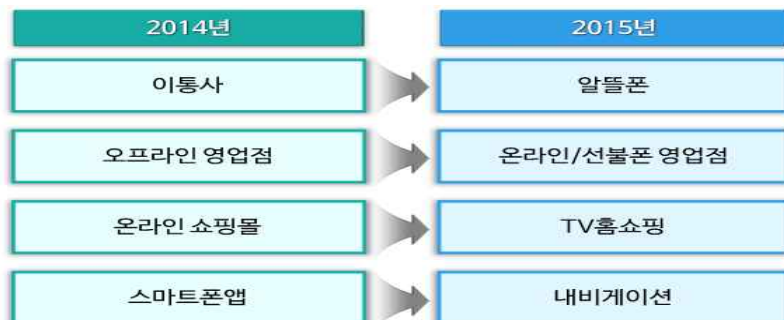 2014년 2015년
이통사 알뜰폰
오프라인 영업점 온라인/선불폰 영업점
온라인 쇼핑몰 TV홈쇼핑
스마트폰앱 내비게이션